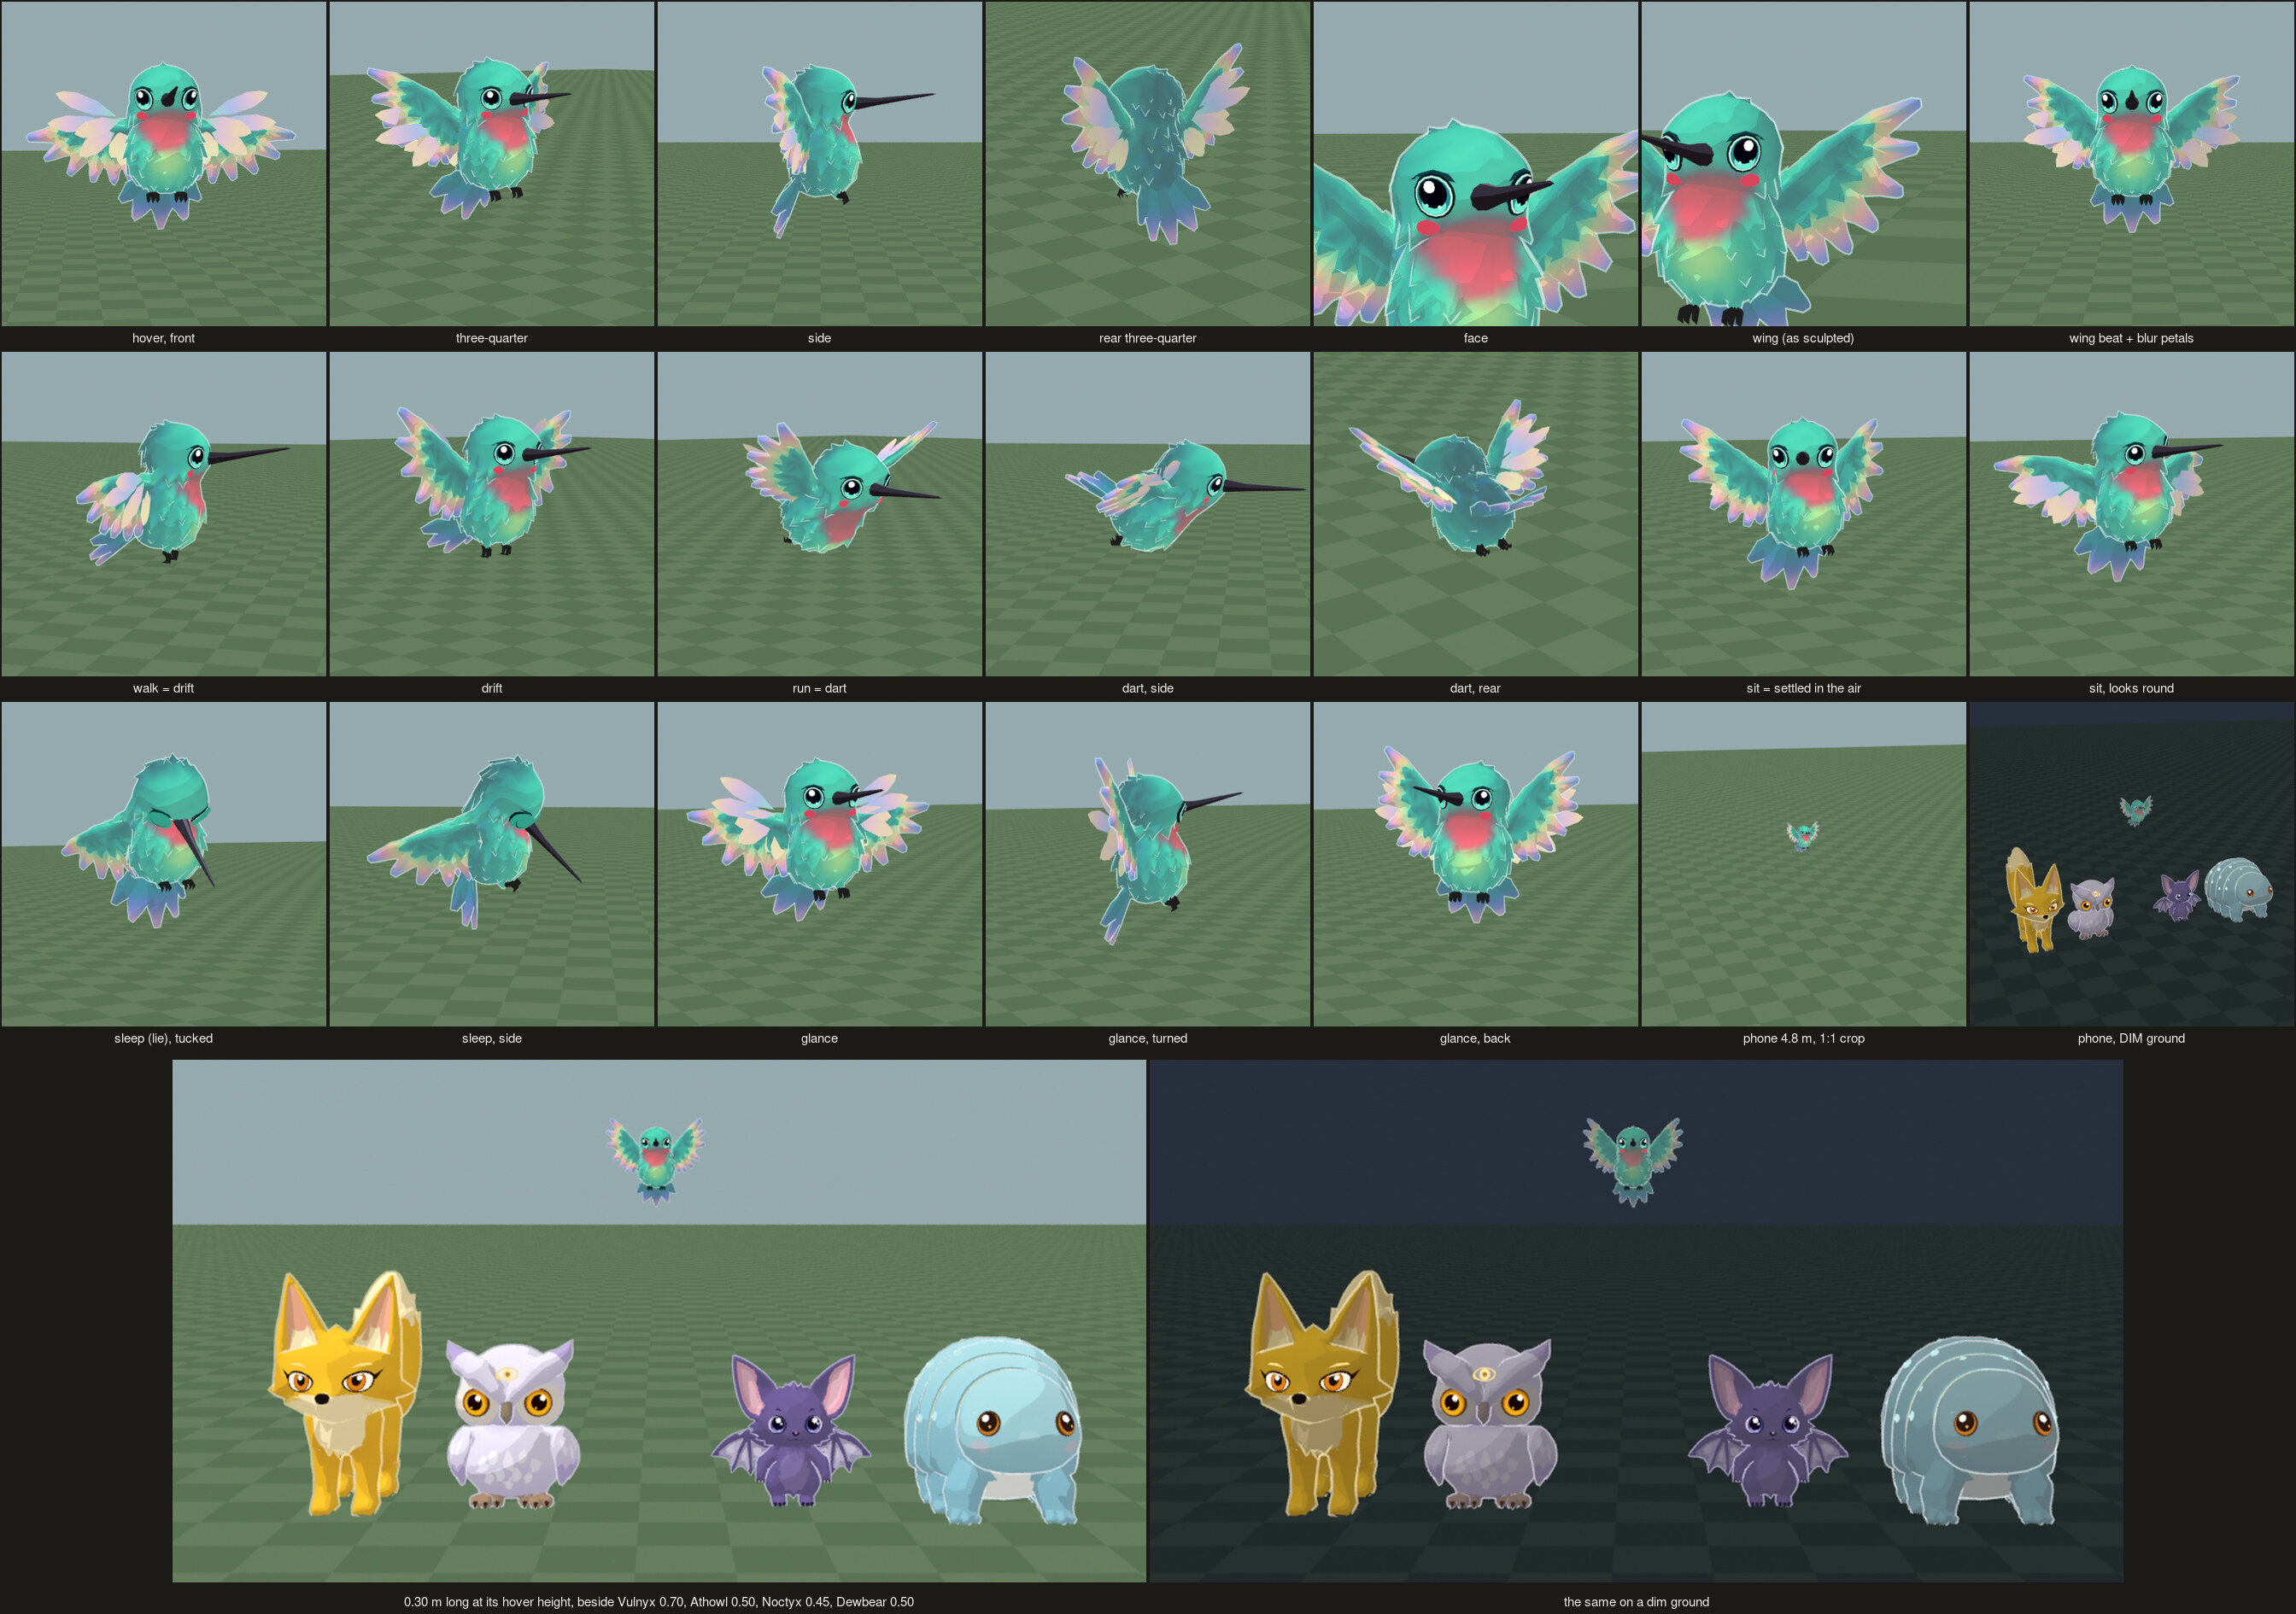 hover, front
three-quarter
side
rear three-quarter
face
wing (as sculpted)
wing beat + blur petals
walk = drift
drift
run = dart
dart, side
dart, rear
sit = settled in the air
sit, looks round
sleep (lie), tucked
sleep, side
glance
glance, turned
glance, back
phone 4.8 m, 1:1 crop
phone, DIM ground
0.30 m long at its hover height, beside Vulnyx 0.70, Athowl 0.50, Noctyx 0.45, Dewbear 0.50
the same on a dim ground